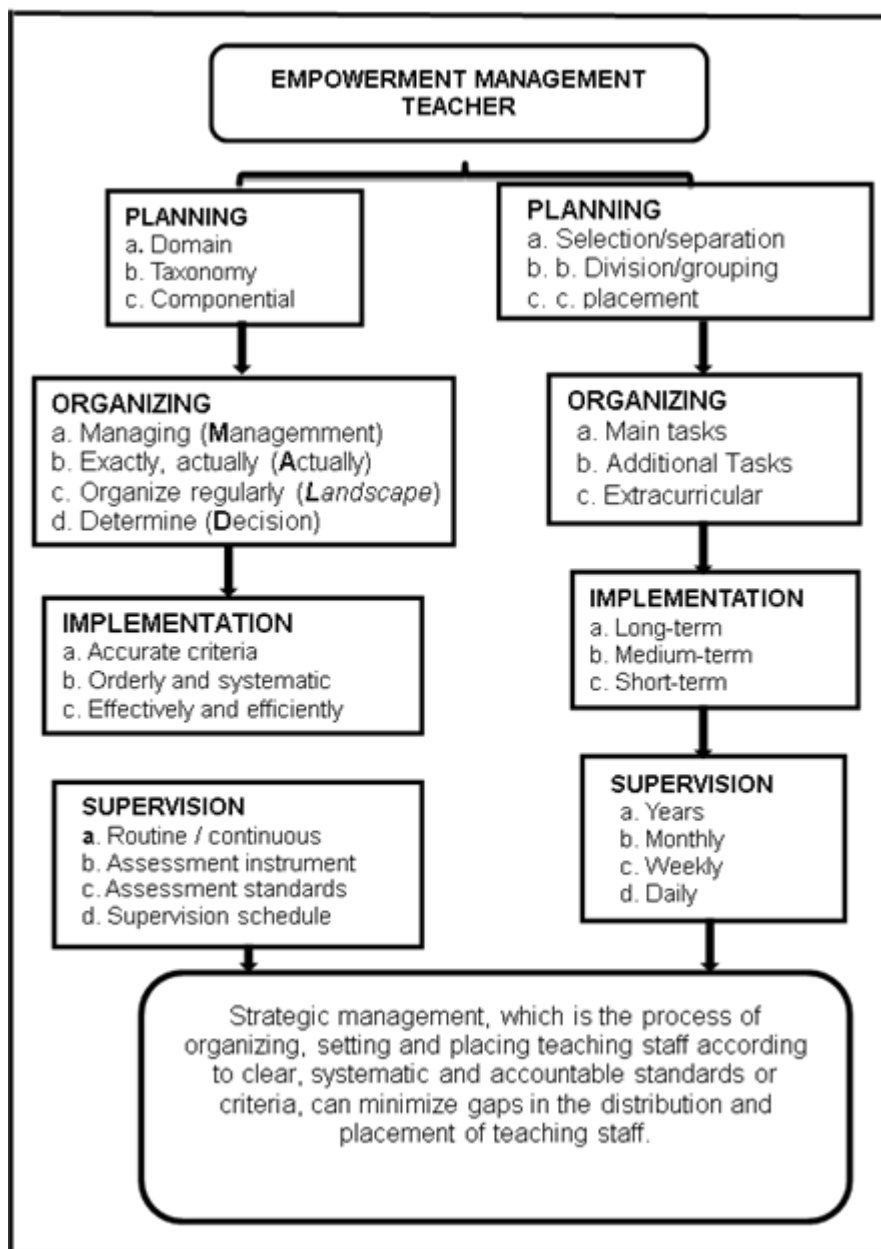 EMPOWERMENT MANAGEMENT
TEACHER
PLANNING
a. Domain
b. Taxonomy
c. Componential
ORGANIZING
a. Managing (Managemment)
b. Exactly, actually (Actually)
c. Organize regularly (Landscape)
d. Determine (Decision)
IMPLEMENTATION
a. Accurate criteria
b. Orderly and systematic
c. Effectively and efficiently
SUPERVISION
a. Routine / continuous
b. Assessment instrument
c. Assessment standards
d. Supervision schedule
PLANNING
a. Selection/separation
b. b. Division/grouping
c. c. placement
ORGANIZING
a. Main tasks
b. Additional Tasks
c. Extracurricular
IMPLEMENTATION
a. Long-term
b. Medium-term
c. Short-term
SUPERVISION
a. Years
b. Monthly
c. Weekly
d. Daily
Strategic management, which is the process of
organizing, setting and placing teaching staff according
to clear, systematic and accountable standards or
criteria, can minimize gaps in the distribution and
placement of teaching staff.